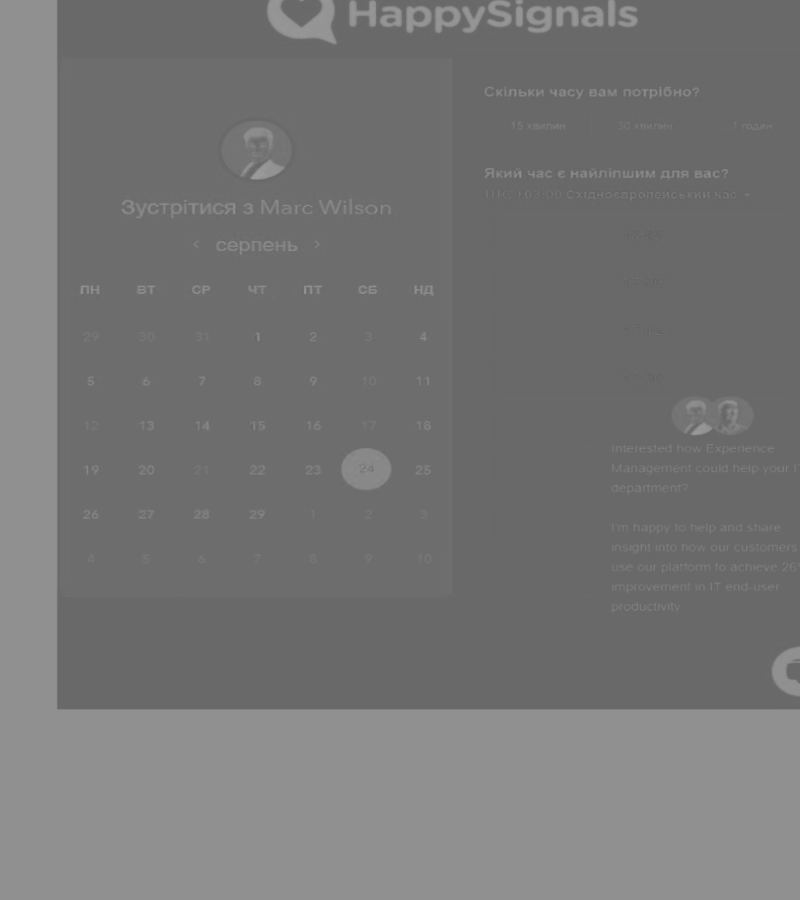 HappySignals
Зустрітися з Marc Wilson
‹ серпень ›
ПН ВТ СР ЧТ ПТ СБ НД
29 30 31 1 2 3 4
5 6 7 8 9 10 11
12 13 14 15 16 17 18
19 20 21 22 23 24 25
26 27 28 29 1 2 3
4 5 6 7 8 9 10
Скільки часу вам потрібно?
15 хвилин 30 хвилин 1 годин
Який час є найліпшим для вас?
UTC +03:00 Східноєвропейський час
Interested how Experience
Management could help your IT
department?
I'm happy to help and share
insight into how our customers
use our platform to achieve 26%
improvement in IT end-user
productivity